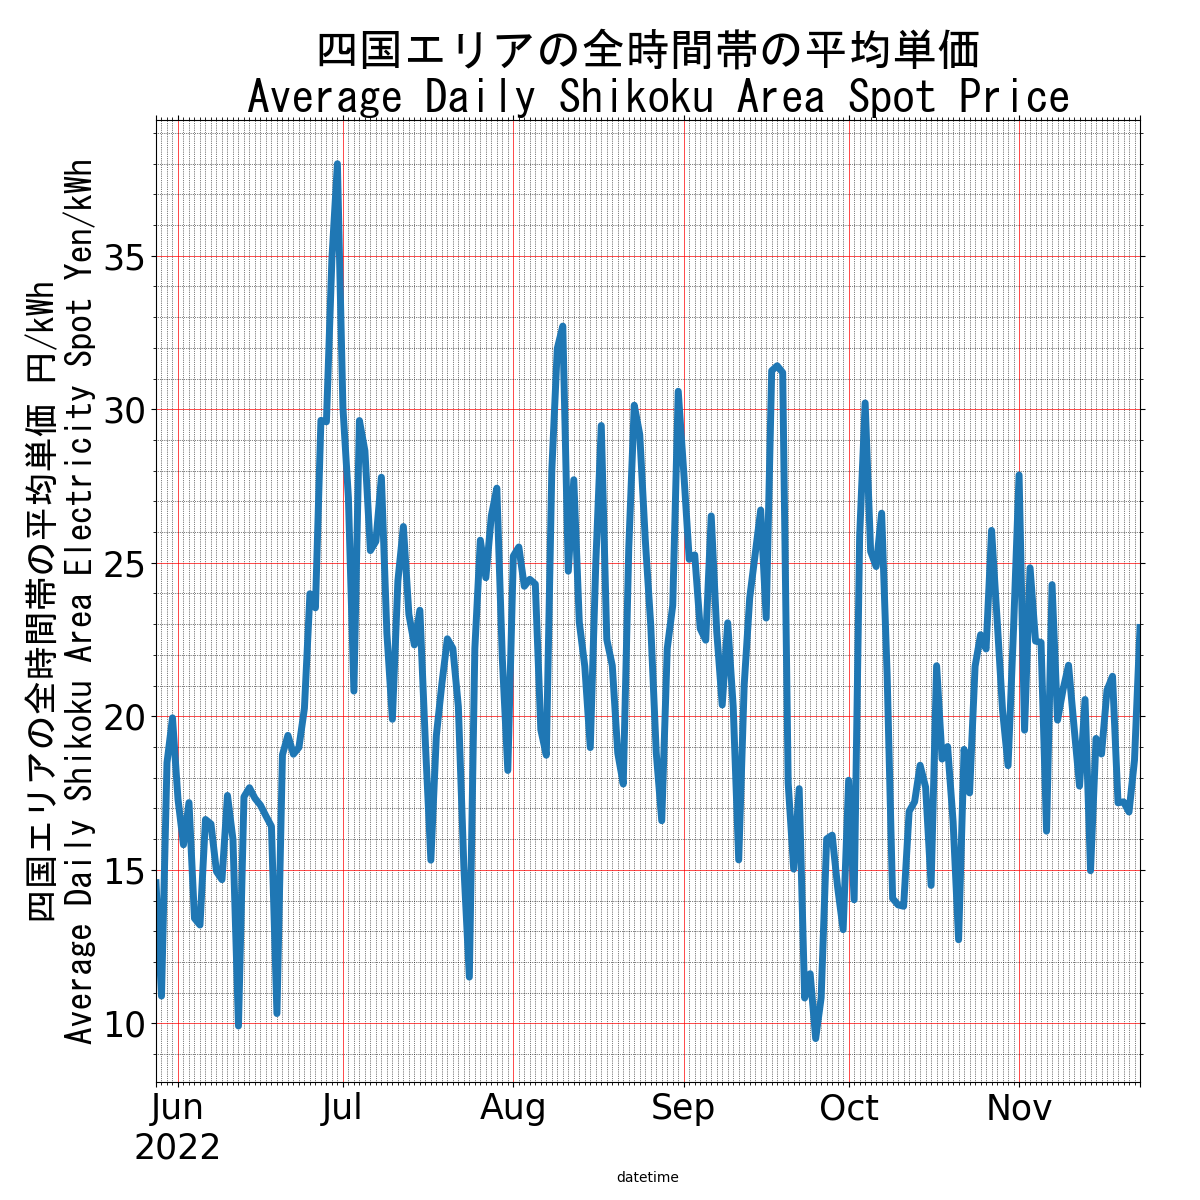 四国エリアの全時間帯の平均単価
Average Daily Shikoku Area Spot Price
四国エリアの全時間帯の平均単価 円/kWh
Average Daily Shikoku Area Electricity Spot Yen/kWh
35
30
25
20
15
10
Jun
2022
Jul
Aug
Sep
Oct
Nov
datetime